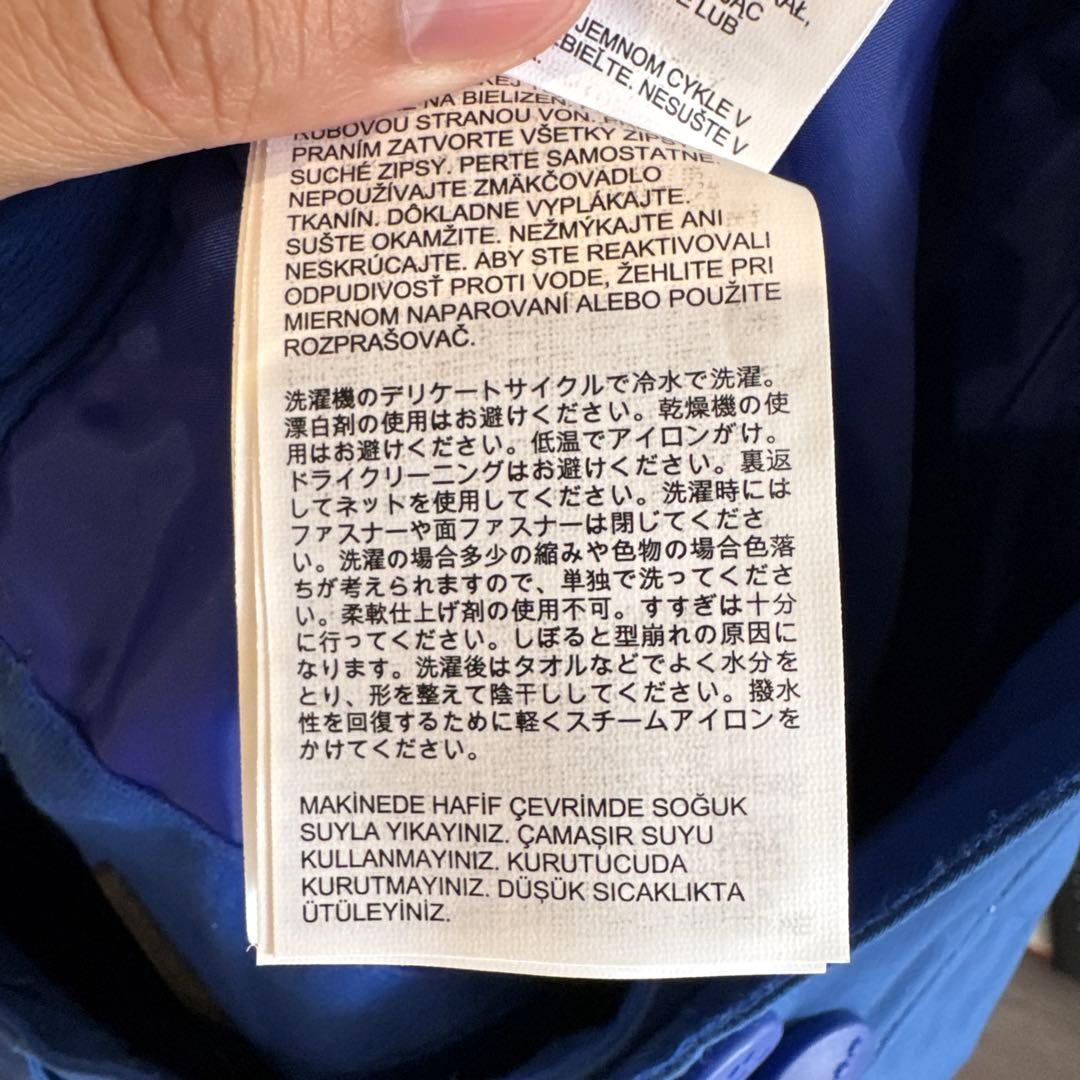 JEMNOM CYKLE V
BIELTE. NESUŠTE V
NA BIELIZEŇ.
RUBOVOU STRANOU VON.
PRANÍM ZATVORTE VŠETKY ZIPSY
SUCHÉ ZIPSY. PERTE SAMOSTATNE.
NEPOUŽÍVAJTE ZMÄKČOVADLO
TKANÍN. DÔKLADNE VYPLÁKAJTE.
SUŠTE OKAMŽITE. NEŽMÝKAJTE ANI
NESKRÚCAJTE. ABY STE REAKTIVOVALI
ODPUDIVOSŤ PROTI VODE, ŽEHLITE PRI
MIERNOM NAPAROVANÍ ALEBO POUŽITE
ROZPRAŠOVAČ.
洗濯機のデリケートサイクルで冷水で洗濯。
漂白剤の使用はお避けください。乾燥機の使
用はお避けください。低温でアイロンがけ。
ドライクリーニングはお避けください。裏返
してネットを使用してください。洗濯時には
ファスナーや面ファスナーは閉じてくださ
い。洗濯の場合多少の縮みや色物の場合色落
ちが考えられますので、単独で洗ってくださ
い。柔軟仕上げ剤の使用不可。すすぎは十分
に行ってください。しぼると型崩れの原因に
なります。洗濯後はタオルなどでよく水分を
とり、形を整えて陰干ししてください。撥水
性を回復するために軽くスチームアイロンを
かけてください。
MAKİNEDE HAFİF ÇEVRİMDE SOĞUK
SUYLA YIKAYINIZ. ÇAMAŞIR SUYU
KULLANMAYINIZ. KURUTUCUDA
KURUTMAYINIZ. DÜŞÜK SICAKLIKTA
ÜTÜLEYİNİZ.